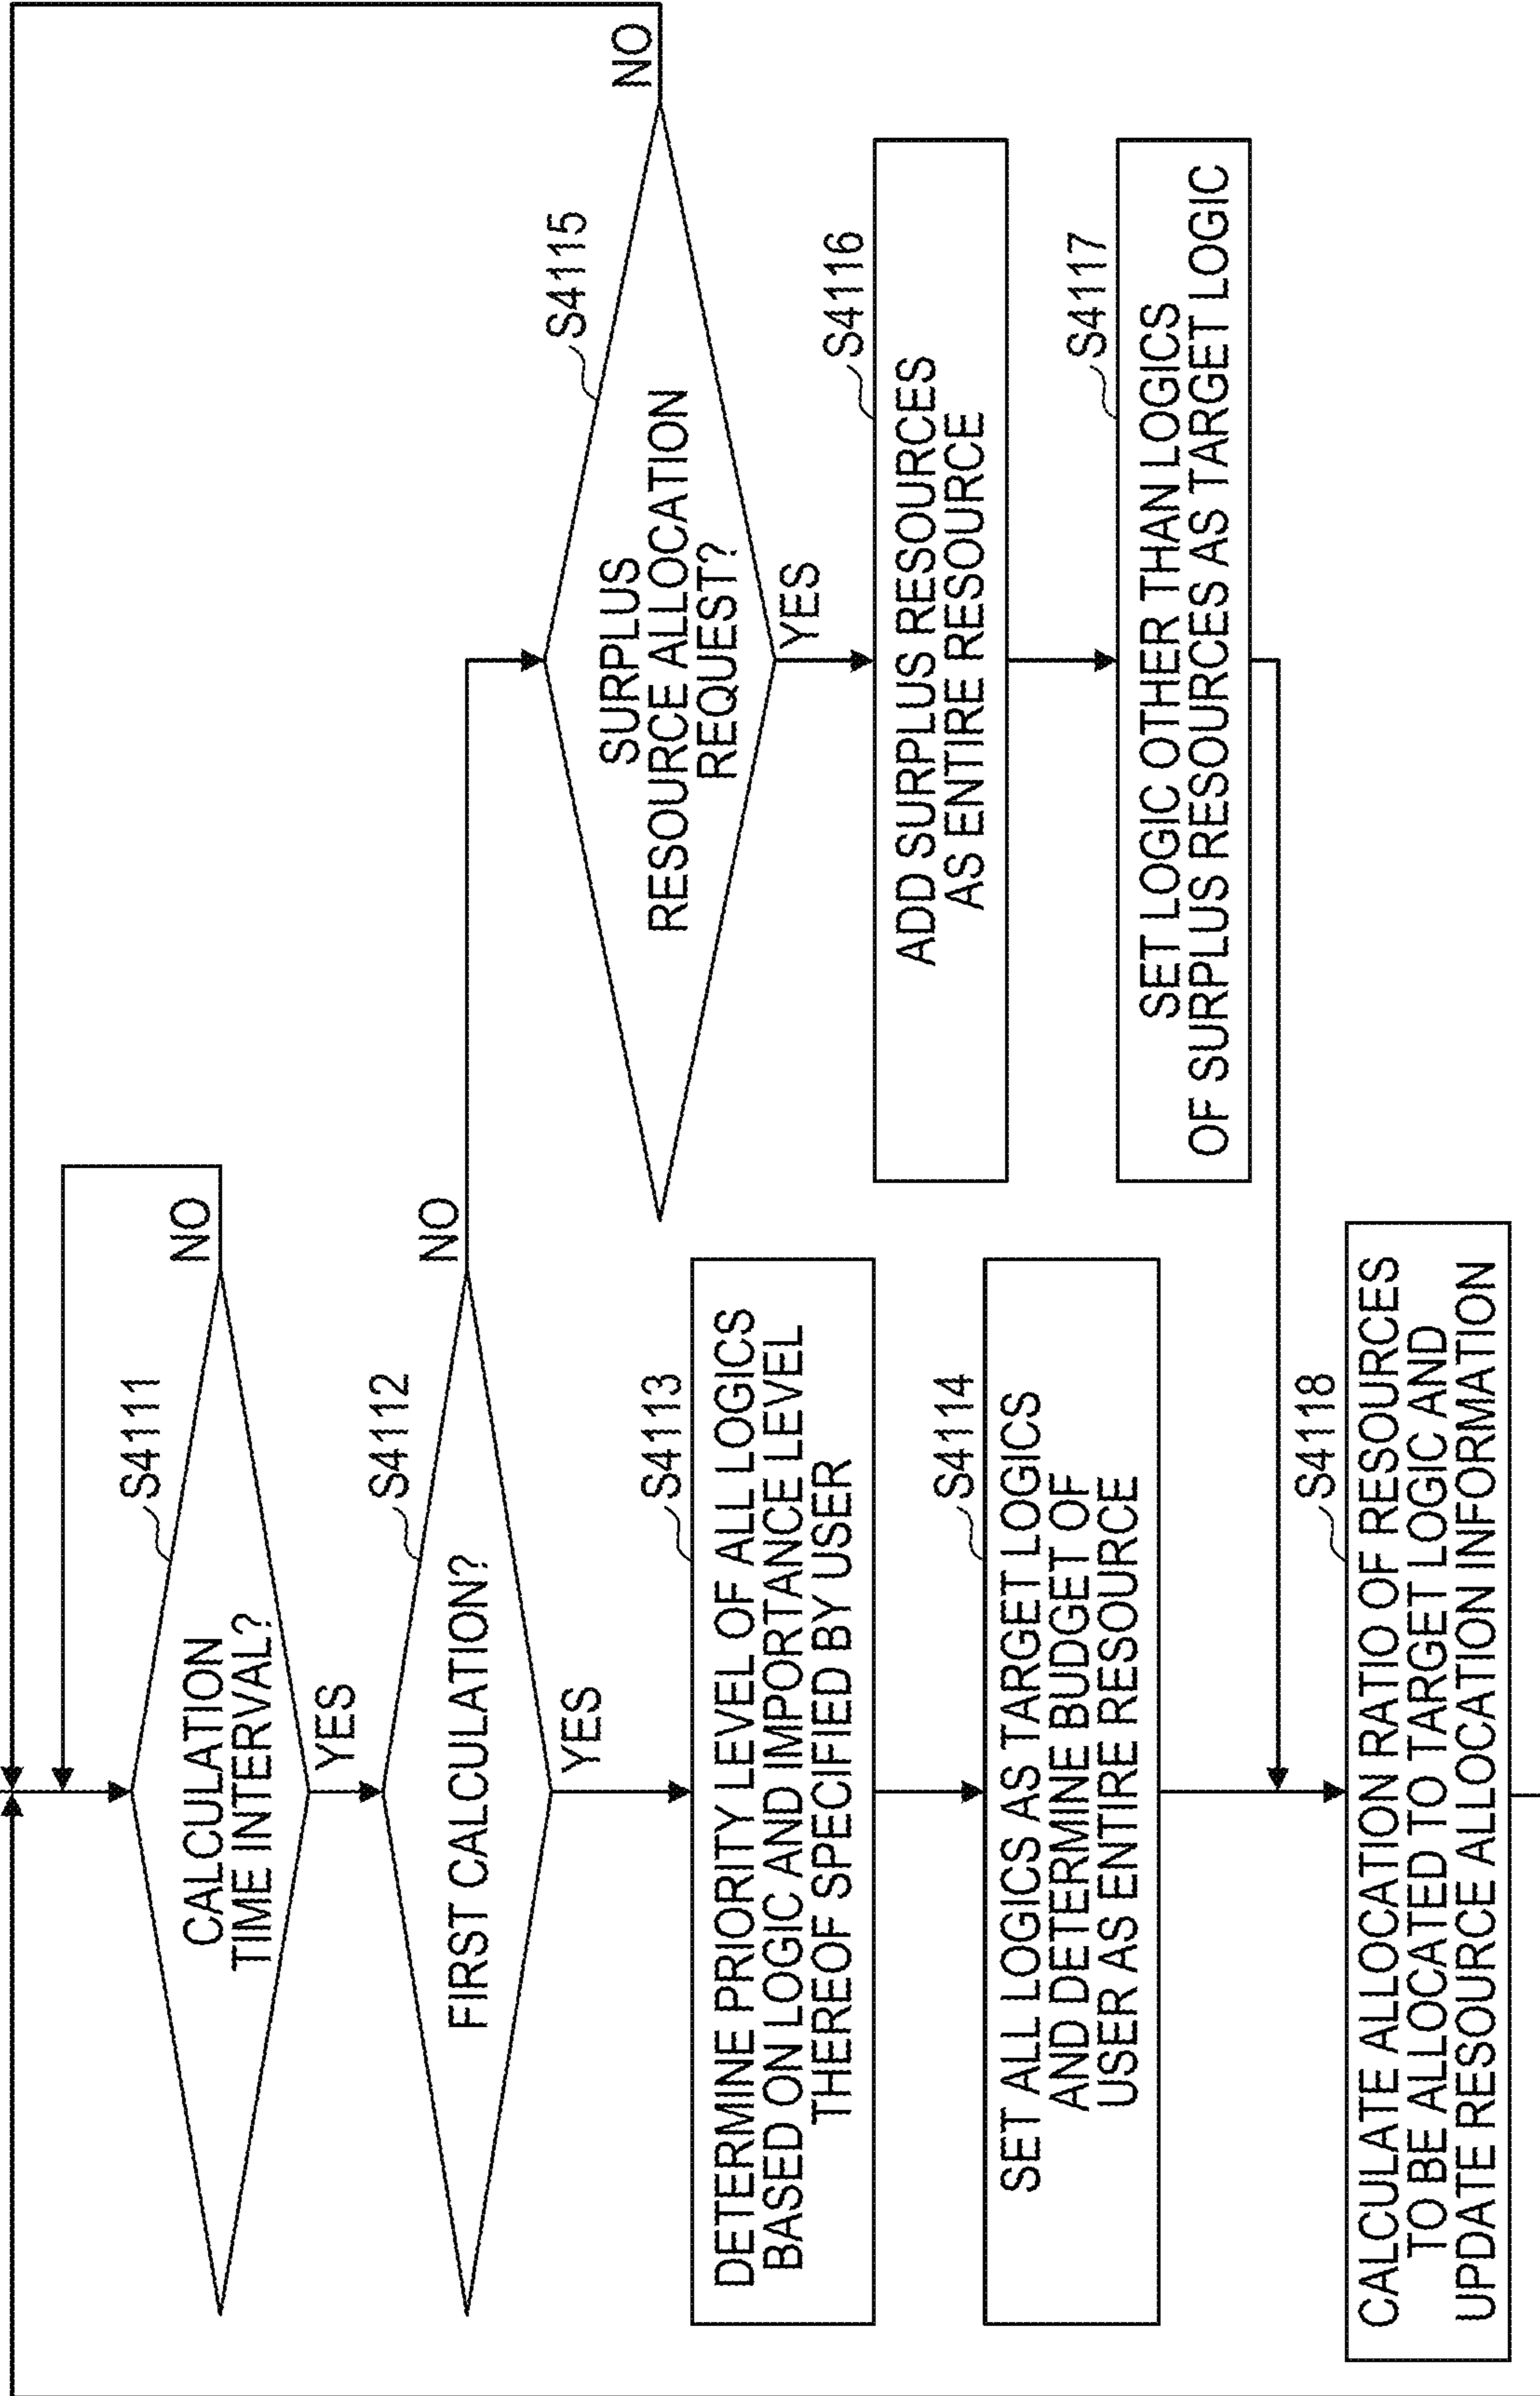 S4111
CALCULATION
TIME INTERVAL?
NO
YES
S4112
FIRST CALCULATION?
NO
YES
S4113
DETERMINE PRIORITY LEVEL OF ALL LOGICS
BASED ON LOGIC AND IMPORTANCE LEVEL
THEREOF SPECIFIED BY USER
S4114
SET ALL LOGICS AS TARGET LOGICS
AND DETERMINE BUDGET OF
USER AS ENTIRE RESOURCE
S4115
SURPLUS
RESOURCE ALLOCATION
REQUEST?
NO
YES
S4116
ADD SURPLUS RESOURCES
AS ENTIRE RESOURCE
S4117
SET LOGIC OTHER THAN LOGICS
OF SURPLUS RESOURCES AS TARGET LOGIC
S4118
CALCULATE ALLOCATION RATIO OF RESOURCES
TO BE ALLOCATED TO TARGET LOGIC AND
UPDATE RESOURCE ALLOCATION INFORMATION